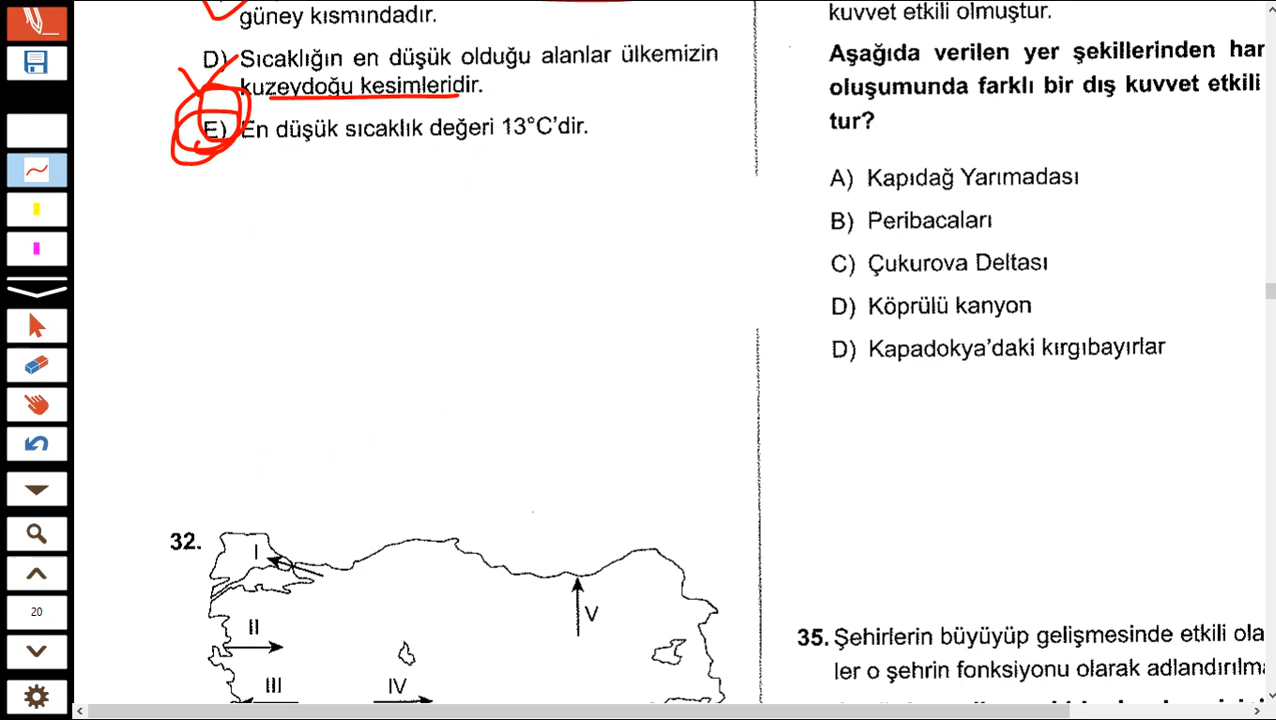 güney kısmındadır.
D) Sıcaklığın en düşük olduğu alanlar ülkemizin
kuzeydoğu kesimleridir.
E) En düşük sıcaklık değeri 13°C'dir.
32.
I
II
III
IV
V
kuvvet etkili olmuştur.
Aşağıda verilen yer şekillerinden har
oluşumunda farklı bir dış kuvvet etkili
tur?
A) Kapıdağ Yarımadası
B) Peribacaları
C) Çukurova Deltası
D) Köprülü kanyon
D) Kapadokya'daki kırgıbayırlar
35. Şehirlerin büyüyüp gelişmesinde etkili ola
ler o şehrin fonksiyonu olarak adlandırılma
20